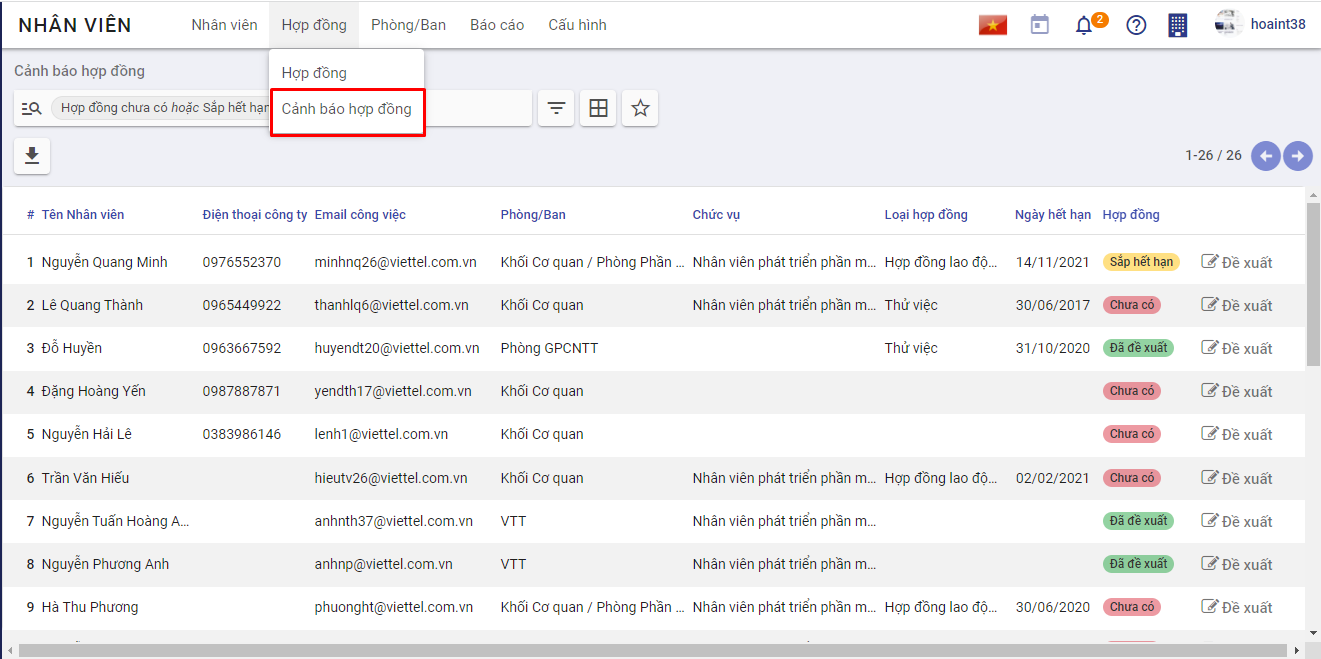 NHÂN VIÊN Nhân viên Hợp đồng Phòng/Ban Báo cáo Cấu hình 2 hoaint38
Cảnh báo hợp đồng
Hợp đồng
Hợp đồng chưa có hoặc Sắp hết hạn
Cảnh báo hợp đồng
1-26 / 26
# Tên Nhân viên Điện thoại công ty Email công việc Phòng/Ban Chức vụ Loại hợp đồng Ngày hết hạn Hợp đồng
1 Nguyễn Quang Minh 0976552370 minhnq26@viettel.com.vn Khối Cơ quan / Phòng Phần ... Nhân viên phát triển phần m... Hợp đồng lao độ... 14/11/2021 Sắp hết hạn Đề xuất
2 Lê Quang Thành 0965449922 thanhlq6@viettel.com.vn Khối Cơ quan Nhân viên phát triển phần m... Thử việc 30/06/2017 Chưa có Đề xuất
3 Đỗ Huyền 0963667592 huyendt20@viettel.com.vn Phòng GPCNTT Thử việc 31/10/2020 Đã đề xuất Đề xuất
4 Đặng Hoàng Yến 0987887871 yendth17@viettel.com.vn Khối Cơ quan Chưa có Đề xuất
5 Nguyễn Hải Lê 0383986146 lenh1@viettel.com.vn Khối Cơ quan Chưa có Đề xuất
6 Trần Văn Hiếu hieutv26@viettel.com.vn Khối Cơ quan Nhân viên phát triển phần m... Hợp đồng lao độ... 02/02/2021 Chưa có Đề xuất
7 Nguyễn Tuấn Hoàng A... anhnth37@viettel.com.vn VTT Nhân viên phát triển phần m... Đã đề xuất Đề xuất
8 Nguyễn Phương Anh anhnp@viettel.com.vn VTT Nhân viên phát triển phần m... Đã đề xuất Đề xuất
9 Hà Thu Phương phuonght@viettel.com.vn Khối Cơ quan / Phòng Phần ... Nhân viên phát triển phần m... Hợp đồng lao độ... 30/06/2020 Chưa có Đề xuất